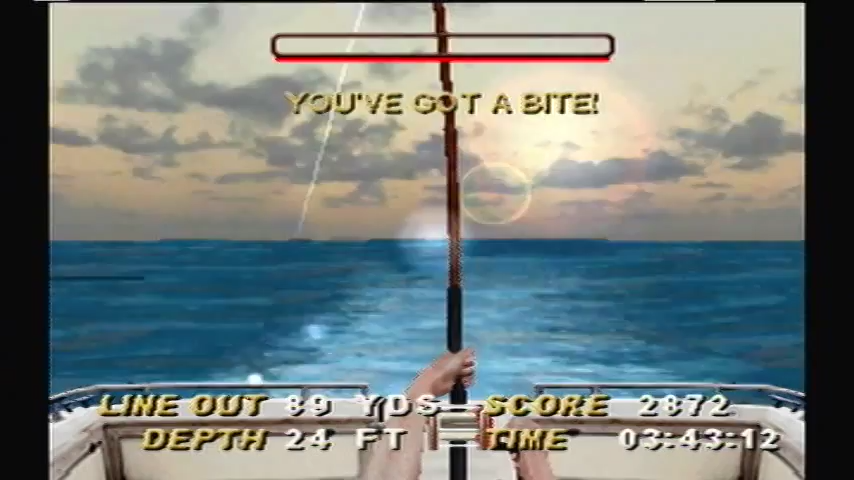 YOU'VE GOT A BITE!
LINE OUT 89 YDS SCORE 2872
DEPTH 24 FT TIME 03:43:12